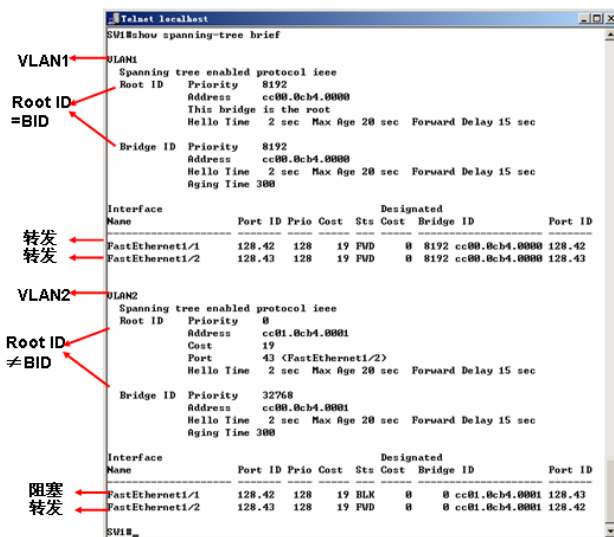 Telnet localhost
SW1#show spanning-tree brief
VLAN1
VLAN1
Spanning tree enabled protocol ieee
Root ID Priority 8192
Address cc00.0cb4.0000
This bridge is the root
Hello Time 2 sec Max Age 20 sec Forward Delay 15 sec
Root ID
=BID
Bridge ID Priority 8192
Address cc00.0cb4.0000
Hello Time 2 sec Max Age 20 sec Forward Delay 15 sec
Aging Time 300
Interface Designated
Name Port ID Prio Cost Sts Cost Bridge ID Port ID
转发
FastEthernet1/1 128.42 128 19 FWD 0 8192 cc00.0cb4.0000 128.42
转发
FastEthernet1/2 128.43 128 19 FWD 0 8192 cc00.0cb4.0000 128.43
VLAN2
VLAN2
Spanning tree enabled protocol ieee
Root ID Priority 0
Address cc01.0cb4.0001
Cost 19
Port 43 (FastEthernet1/2)
Hello Time 2 sec Max Age 20 sec Forward Delay 15 sec
Root ID
≠BID
Bridge ID Priority 32768
Address cc00.0cb4.0001
Hello Time 2 sec Max Age 20 sec Forward Delay 15 sec
Aging Time 300
Interface Designated
Name Port ID Prio Cost Sts Cost Bridge ID Port ID
阻塞
FastEthernet1/1 128.42 128 19 BLK 0 0 cc01.0cb4.0001 128.43
转发
FastEthernet1/2 128.43 128 19 FWD 0 0 cc01.0cb4.0001 128.42
SW1#_